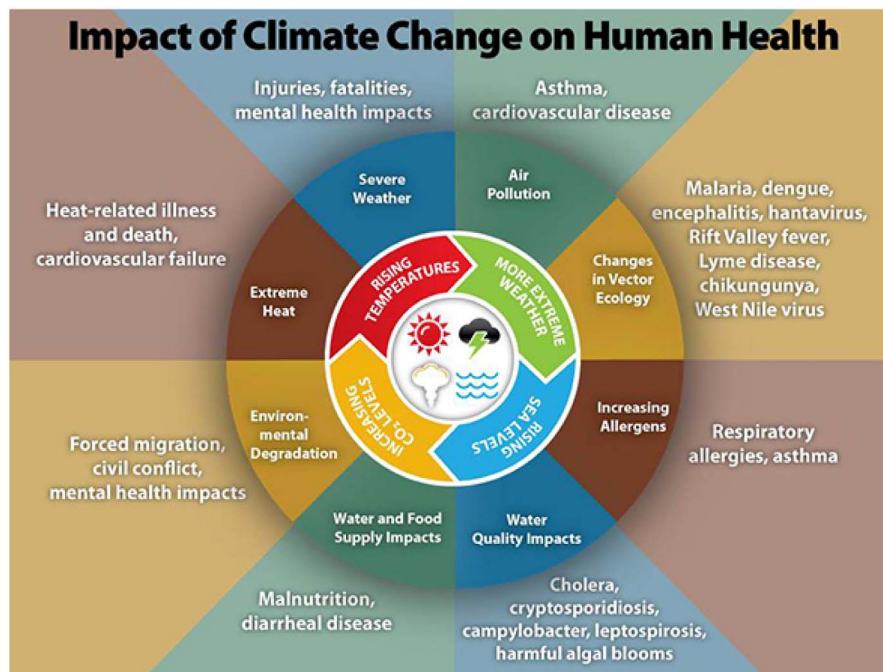 Impact of Climate Change on Human Health
Injuries, fatalities,
mental health impacts
Asthma,
cardiovascular disease
Severe
Weather
Air
Pollution
Heat-related illness
and death,
cardiovascular failure
Extreme
Heat
Malaria, dengue,
encephalitis, hantavirus,
Rift Valley fever,
Lyme disease,
chikungunya,
West Nile virus
Changes
in Vector
Ecology
RISING
TEMPERATURES
MORE EXTREME
WEATHER
INCREASING
CO₂ LEVELS
RISING
SEA LEVELS
Forced migration,
civil conflict,
mental health impacts
Environ-
mental
Degradation
Increasing
Allergens
Respiratory
allergies, asthma
Water and Food
Supply Impacts
Water
Quality Impacts
Malnutrition,
diarrheal disease
Cholera,
cryptosporidiosis,
campylobacter, leptospirosis,
harmful algal blooms